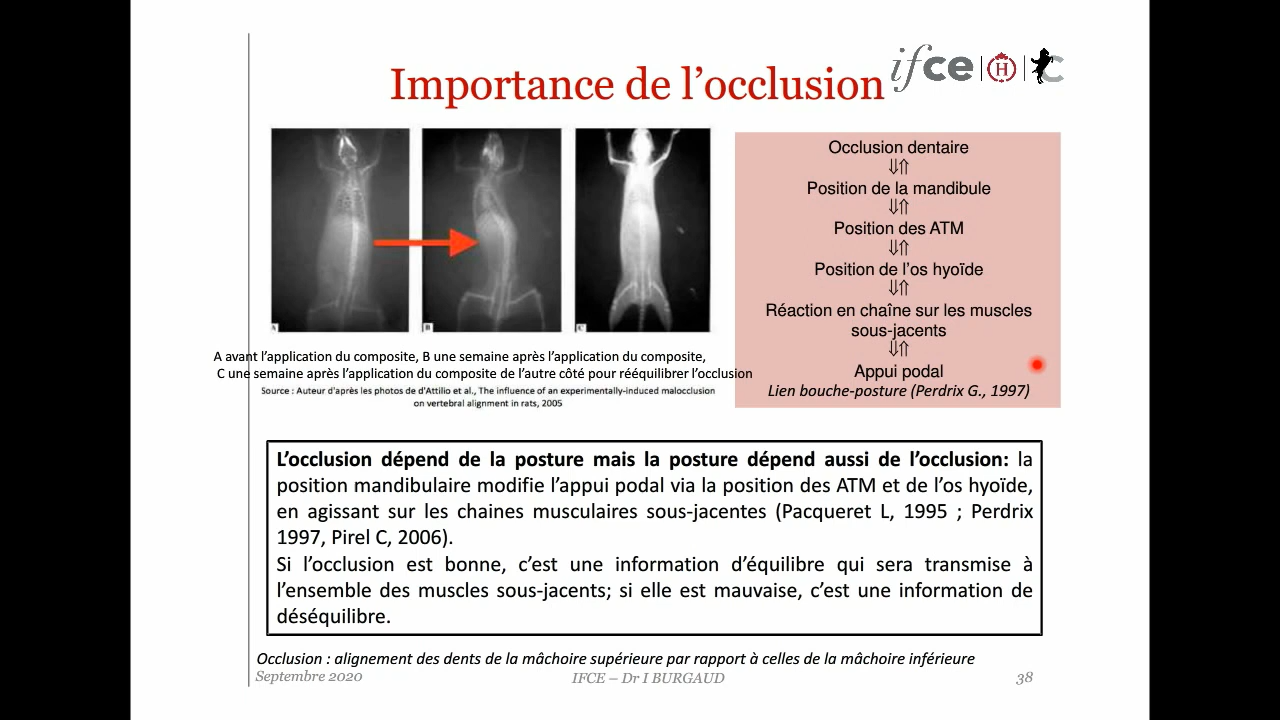 Importance de l’occlusion
ifce
H
C
A
B
C
Occlusion dentaire
⇓⇑
Position de la mandibule
⇓⇑
Position des ATM
⇓⇑
Position de l’os hyoïde
⇓⇑
Réaction en chaîne sur les muscles
sous-jacents
⇓⇑
Appui podal
Lien bouche-posture (Perdrix G., 1997)
A avant l’application du composite, B une semaine après l’application du composite,
C une semaine après l’application du composite de l’autre côté pour rééquilibrer l’occlusion
Source : Auteur d'après les photos de d'Attilio et al., The influence of an experimentally-induced malocclusion
on vertebral alignment in rats, 2005
L’occlusion dépend de la posture mais la posture dépend aussi de l’occlusion: la
position mandibulaire modifie l’appui podal via la position des ATM et de l’os hyoïde,
en agissant sur les chaines musculaires sous-jacentes (Pacqueret L, 1995 ; Perdrix
1997, Pirel C, 2006).
Si l’occlusion est bonne, c’est une information d’équilibre qui sera transmise à
l’ensemble des muscles sous-jacents; si elle est mauvaise, c’est une information de
déséquilibre.
Occlusion : alignement des dents de la mâchoire supérieure par rapport à celles de la mâchoire inférieure
Septembre 2020
IFCE – Dr I BURGAUD
38